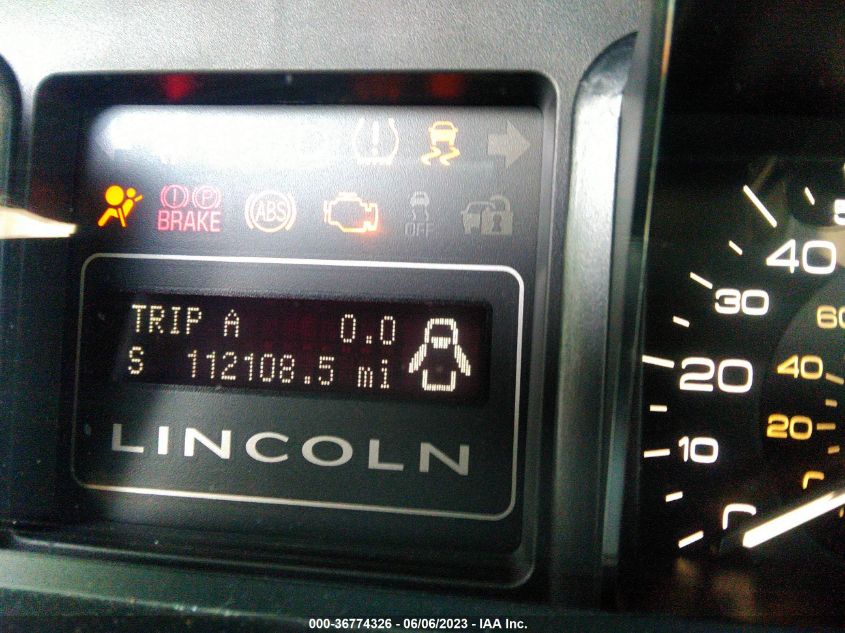 (!) (P)
BRAKE
(ABS)
OFF
TRIP A 0.0
S 112108.5 mi
LINCOLN
40
30
20
10
60
40
20
000-36774326 - 06/06/2023 - IAA Inc.